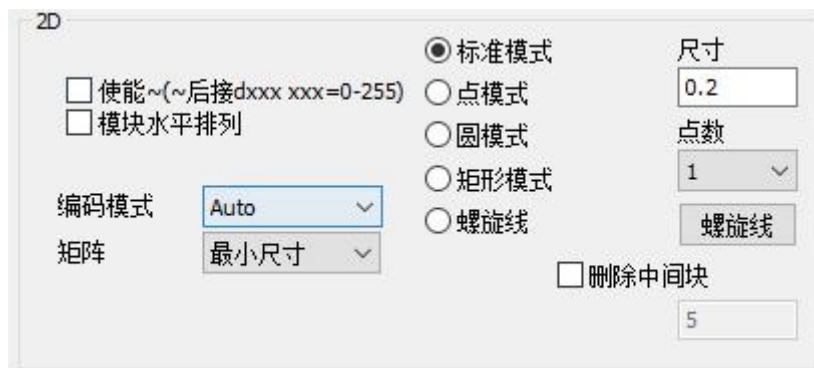 2D
使能~(~后接dxxx xxx=0-255)
模块水平排列
编码模式 Auto
矩阵 最小尺寸
标准模式
点模式
圆模式
矩形模式
螺旋线
尺寸
0.2
点数
1
螺旋线
删除中间块
5